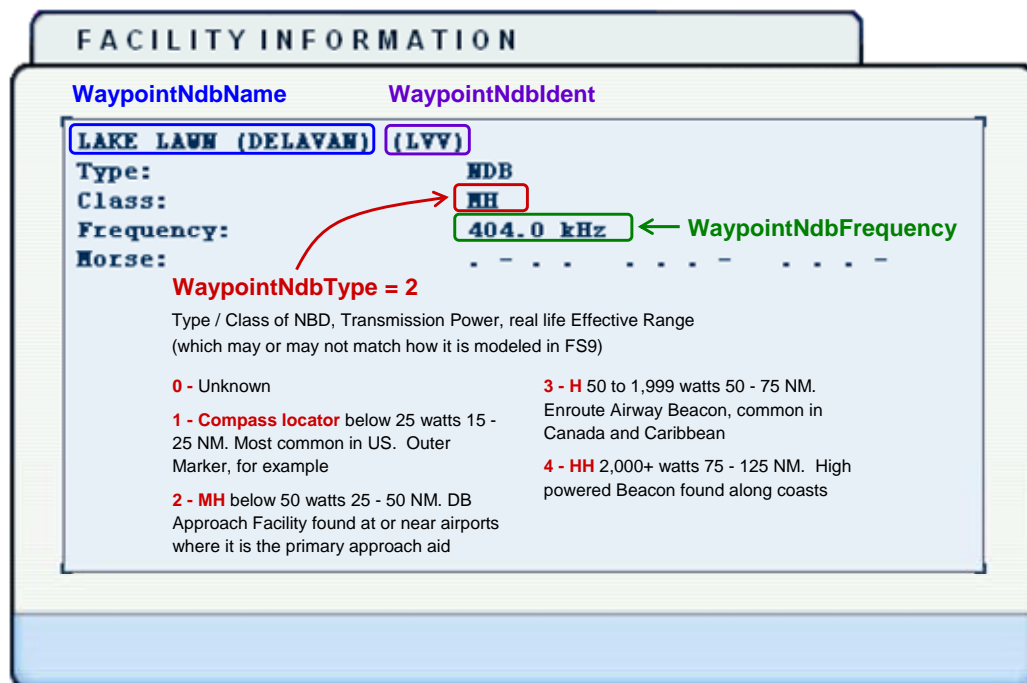 FACILITY INFORMATION
WaypointNdbName WaypointNdbIdent
LAKE LAWN (DELAVAN) (LVV)
Type: NDB
Class: MH
Frequency: 404.0 kHz WaypointNdbFrequency
Morse: . - . . . . . - . . . -
WaypointNdbType = 2
Type / Class of NBD, Transmission Power, real life Effective Range
(which may or may not match how it is modeled in FS9)
0 - Unknown
1 - Compass locator below 25 watts 15 -
25 NM. Most common in US. Outer
Marker, for example
2 - MH below 50 watts 25 - 50 NM. DB
Approach Facility found at or near airports
where it is the primary approach aid
3 - H 50 to 1,999 watts 50 - 75 NM.
Enroute Airway Beacon, common in
Canada and Caribbean
4 - HH 2,000+ watts 75 - 125 NM. High
powered Beacon found along coasts